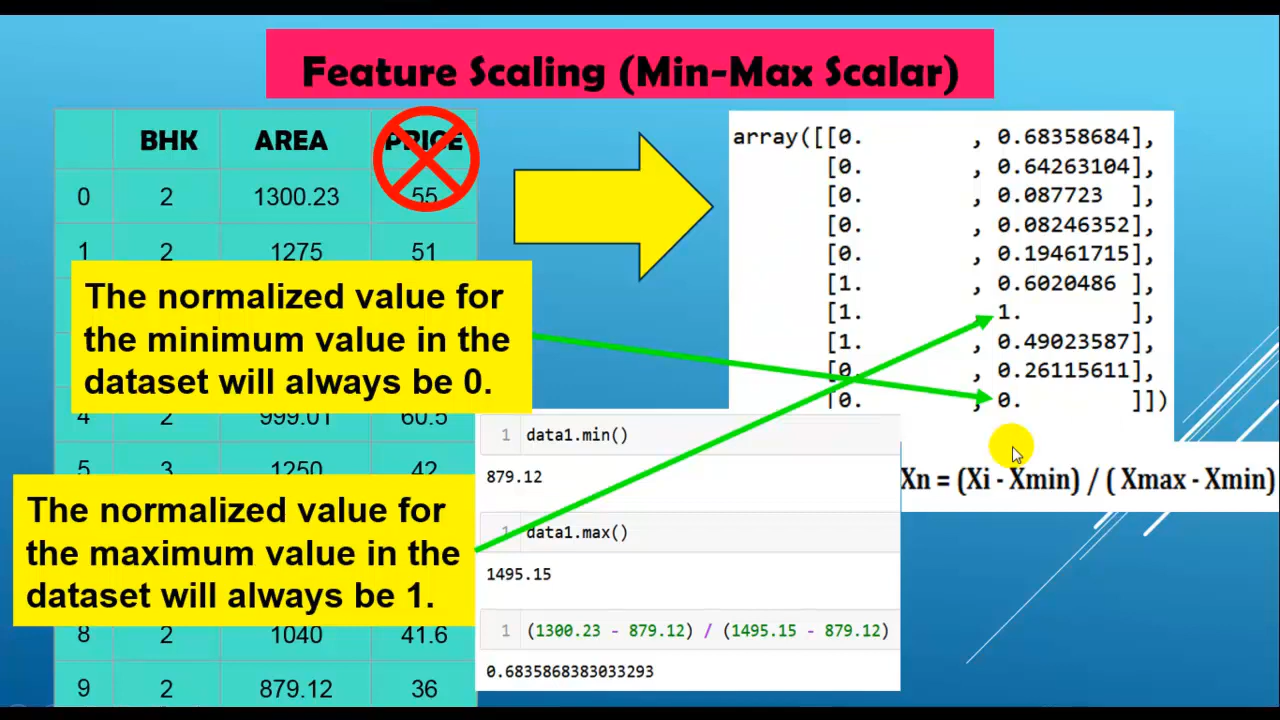 Feature Scaling (Min-Max Scalar)
BHK AREA PRICE
0 2 1300.23 55
1 2 1275 51
The normalized value for
the minimum value in the
dataset will always be 0.
4 2 999.01 60.5
5 3 1250 42
The normalized value for
the maximum value in the
dataset will always be 1.
8 2 1040 41.6
9 2 879.12 36
array([[0. , 0.68358684],
[0. , 0.64263104],
[0. , 0.087723 ],
[0. , 0.08246352],
[0. , 0.19461715],
[1. , 0.6020486 ],
[1. , 1. ],
[1. , 0.49023587],
[0. , 0.26115611],
[0. , 0. ]])
1 data1.min()
879.12
1 data1.max()
1495.15
1 (1300.23 - 879.12) / (1495.15 - 879.12)
0.6835868383033293
Xn = (Xi - Xmin) / ( Xmax - Xmin)